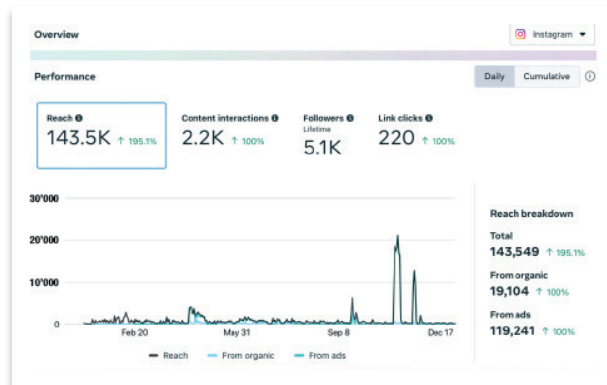 Overview
Instagram
Performance
Daily Cumulative
Reach
143.5K ↑ 195.1%
Content interactions
2.2K ↑ 100%
Followers
Lifetime
5.1K
Link clicks
220 ↑ 100%
30'000
20'000
10'000
0
Feb 20 May 31 Sep 8 Dec 17
Reach From organic From ads
Reach breakdown
Total
143,549 ↑ 195.1%
From organic
19,104 ↑ 100%
From ads
119,241 ↑ 100%